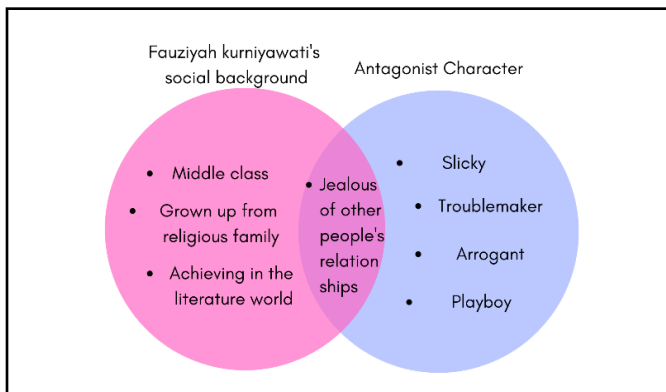 Fauziyah kurniyawati's
social background
Antagonist Character
• Middle class
• Grown up from
religious family
• Achieving in the
literature world
• Jealous
of other
people's
relation
ships
• Slicky
• Troublemaker
• Arrogant
• Playboy